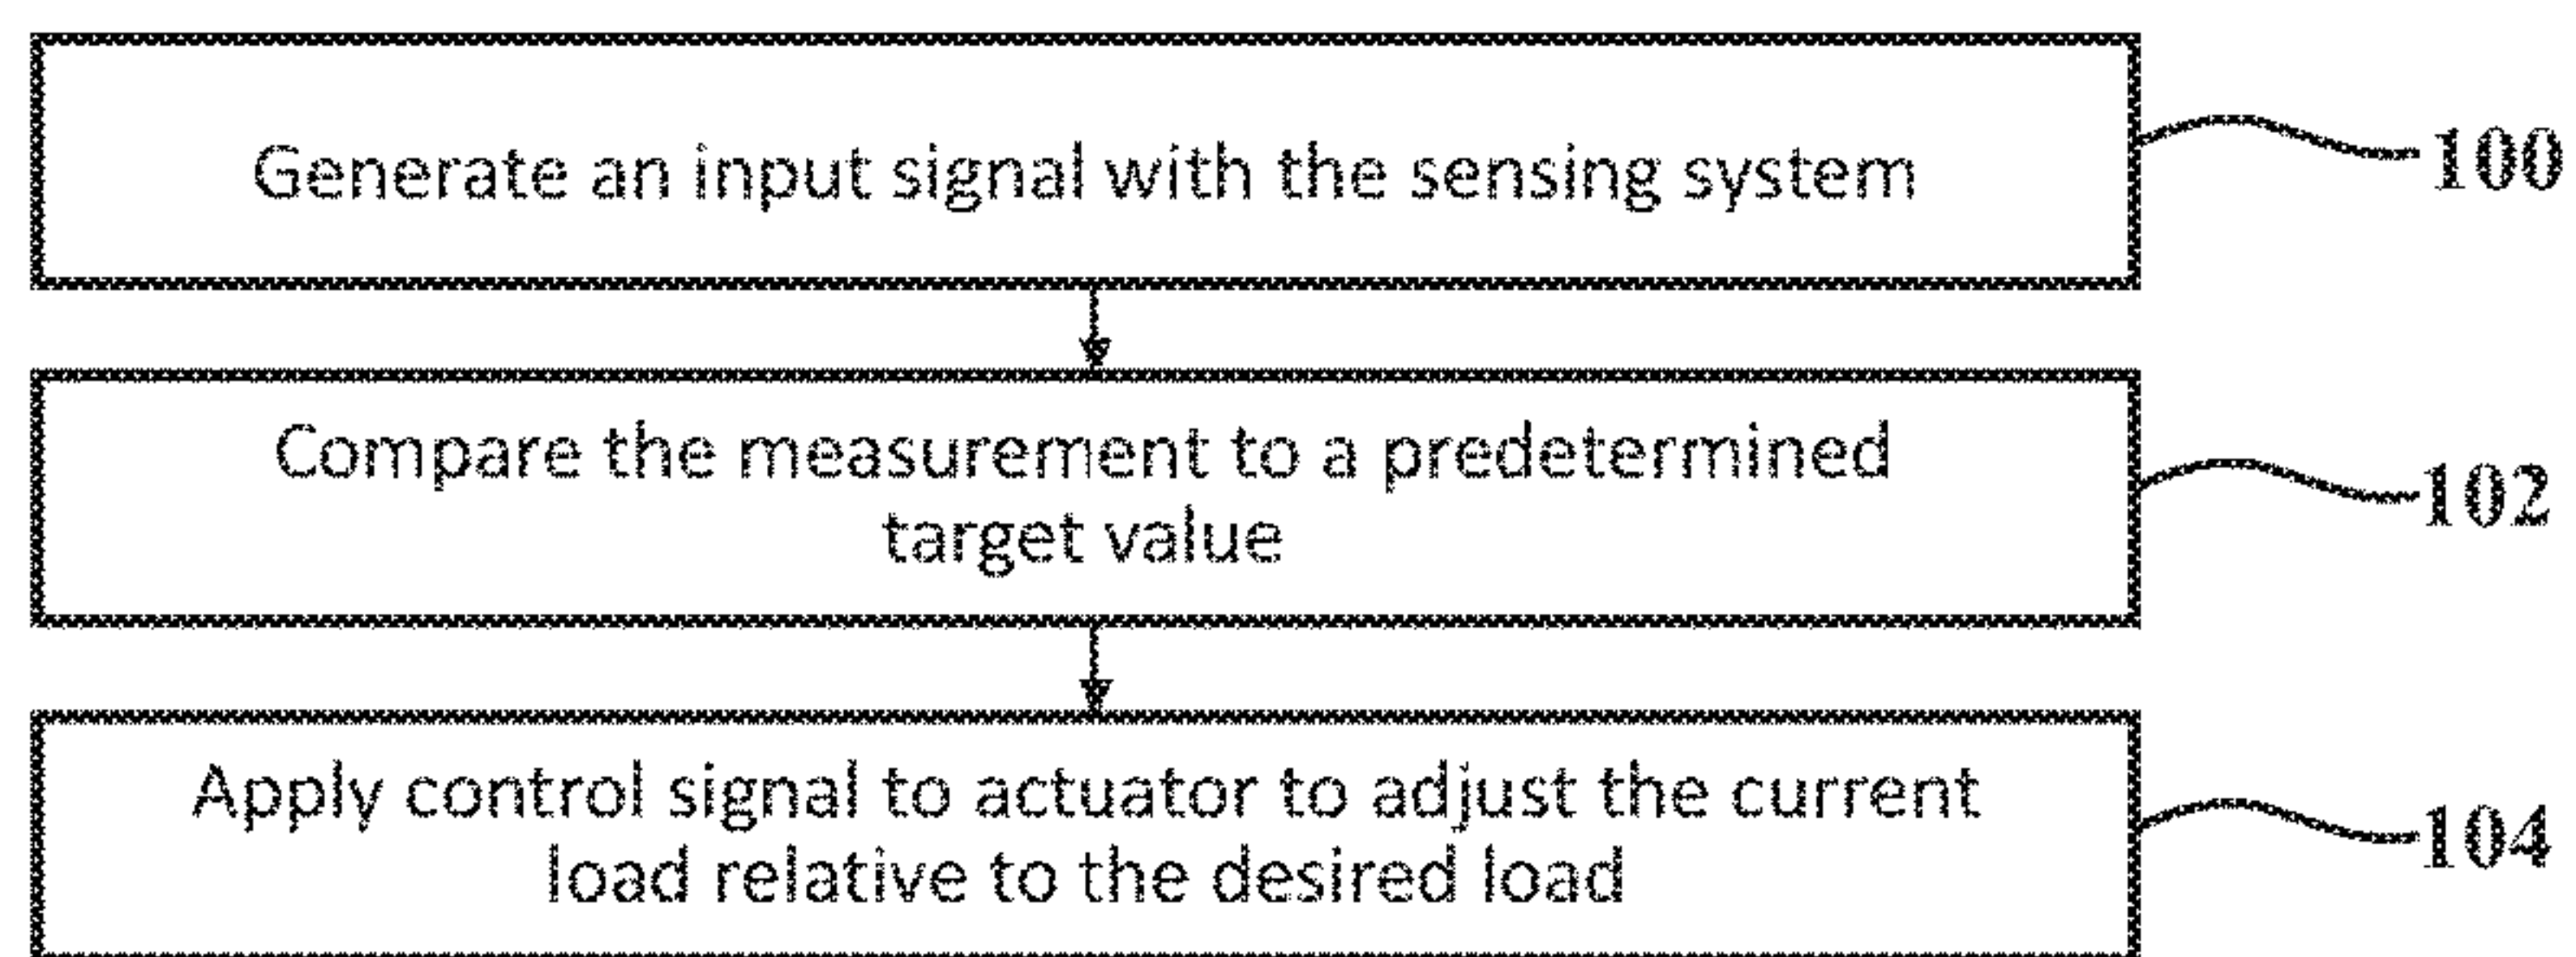 Generate an input signal with the sensing system
100
Compare the measurement to a predetermined
target value
102
Apply control signal to actuator to adjust the current
load relative to the desired load
104